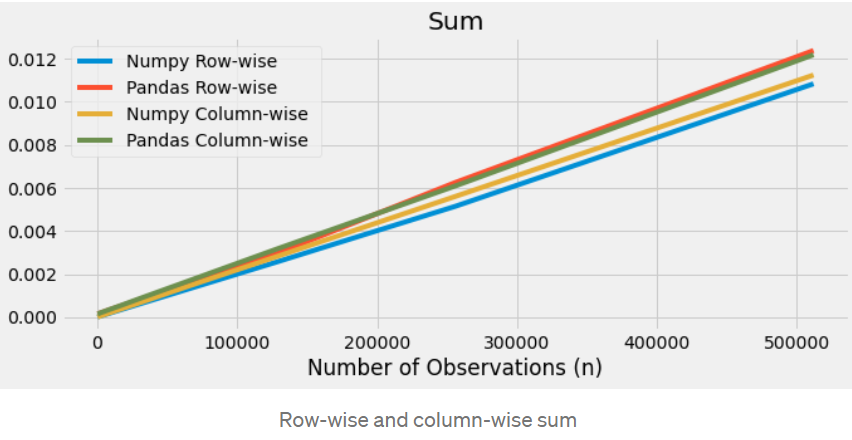 Sum
Numpy Row-wise
Pandas Row-wise
Numpy Column-wise
Pandas Column-wise
0.012
0.010
0.008
0.006
0.004
0.002
0.000
0 100000 200000 300000 400000 500000
Number of Observations (n)
Row-wise and column-wise sum